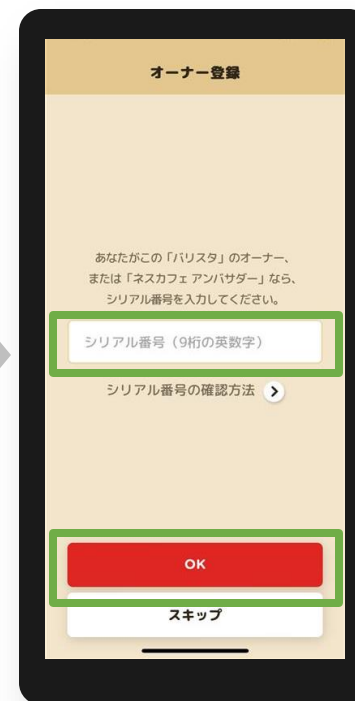 オーナー登録
あなたがこの「バリスタ」のオーナー、
または「ネスカフェ アンバサダー」なら、
シリアル番号を入力してください。
シリアル番号（9桁の英数字）
シリアル番号の確認方法
OK
スキップ